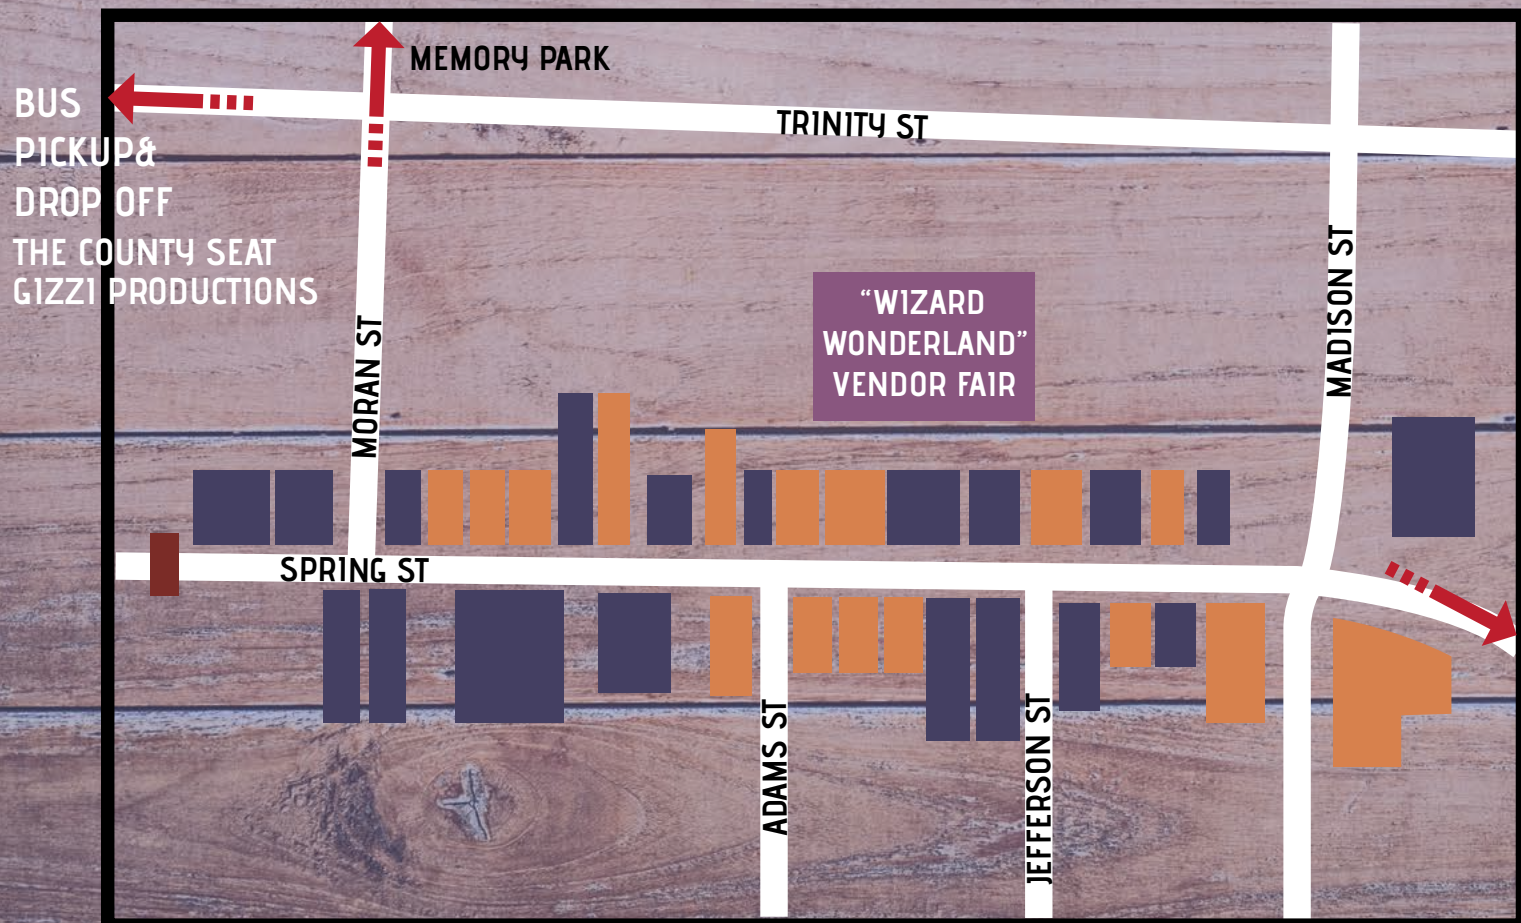 MEMORY PARK
BUS
PICKUP&
DROP OFF
THE COUNTY SEAT
GIZZI PRODUCTIONS
TRINITY ST
MADISON ST
"WIZARD
WONDERLAND"
VENDOR FAIR
MORAN ST
SPRING ST
ADAMS ST
JEFFERSON ST